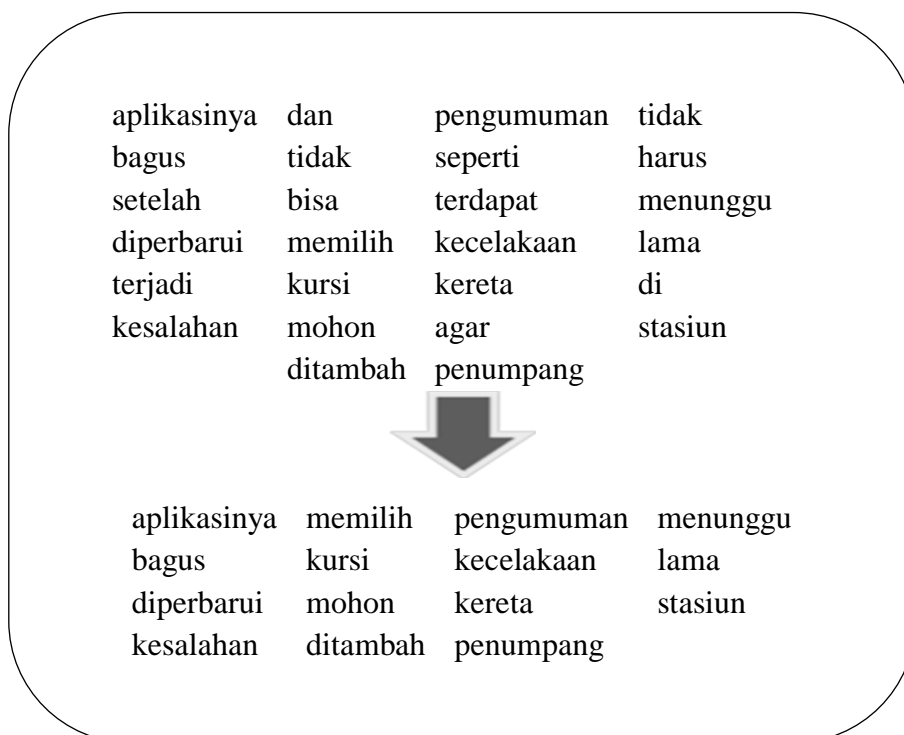 aplikasinya dan pengumuman tidak
bagus tidak seperti harus
setelah bisa terdapat menunggu
diperbarui memilih kecelakaan lama
terjadi kursi kereta di
kesalahan mohon agar stasiun
ditambah penumpang
aplikasinya memilih pengumuman menunggu
bagus kursi kecelakaan lama
diperbarui mohon kereta stasiun
kesalahan ditambah penumpang